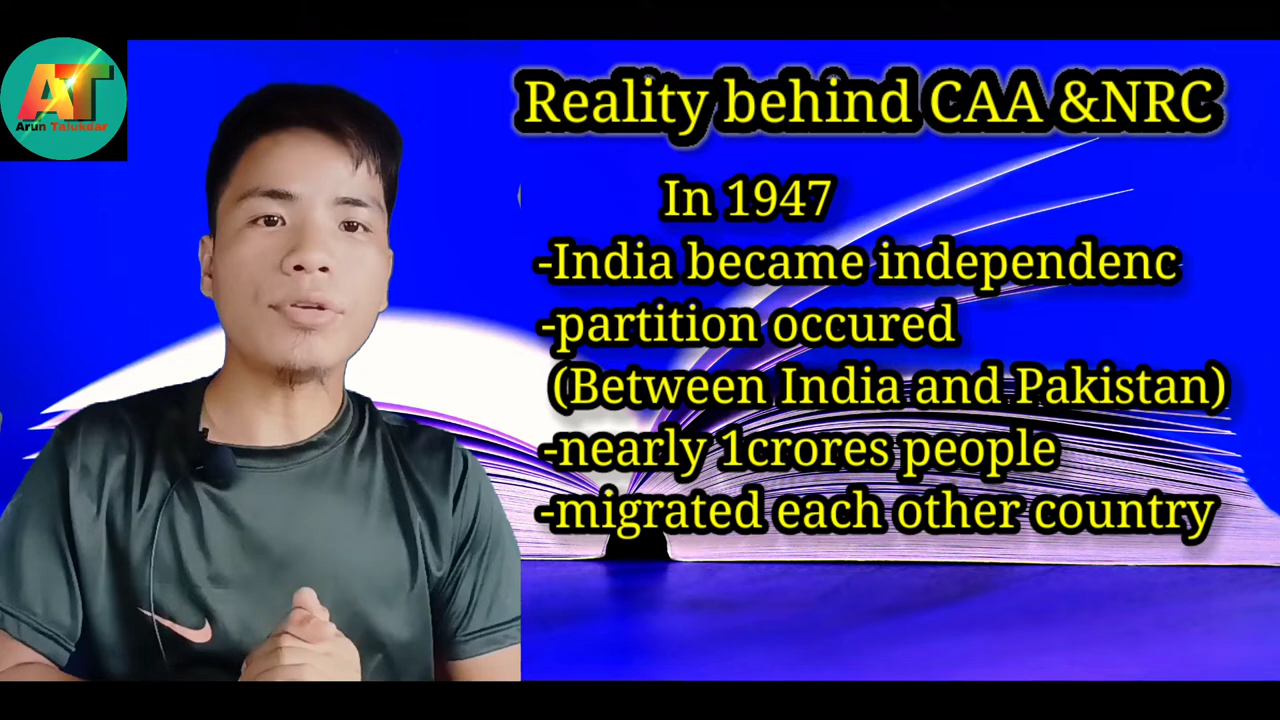 AT
Arun Talukdar
Reality behind CAA &NRC
In 1947
-India became independenc
-partition occured
(Between India and Pakistan)
-nearly 1crores people
-migrated each other country